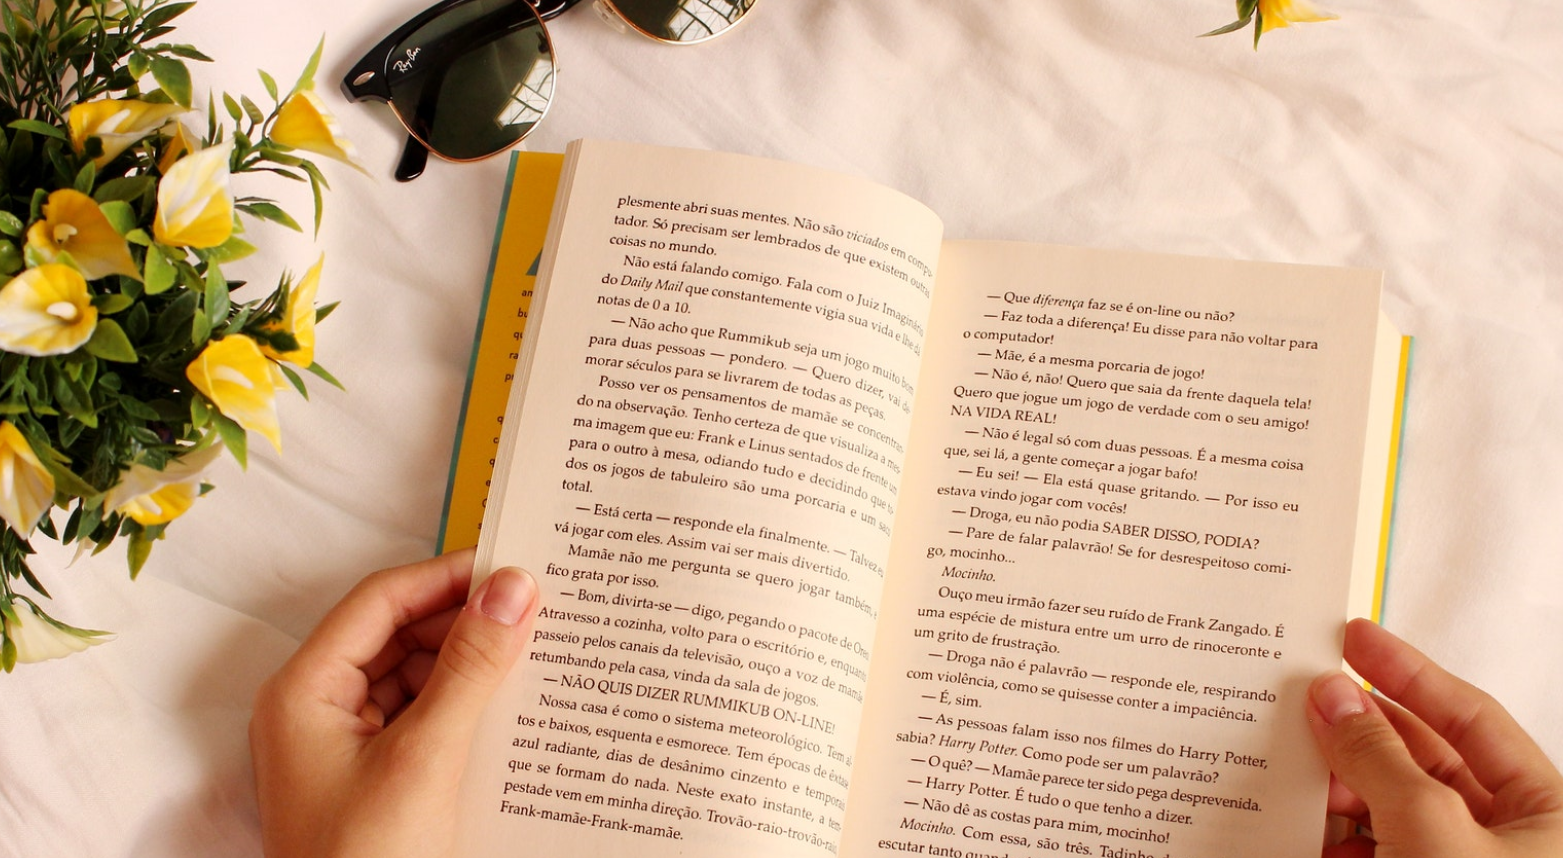 Ray-Ban
plesmente abri suas mentes. Não são viciados em compu-
tador. Só precisam ser lembrados de que existem outras
coisas no mundo.
Não está falando comigo. Fala com o Juiz Imaginário
do Daily Mail que constantemente vigia sua vida e lhe dá
notas de 0 a 10.
— Não acho que Rummikub seja um jogo muito bom
para duas pessoas — pondero. — Quero dizer, vai de-
morar séculos para se livrarem de todas as peças.
Posso ver os pensamentos de mamãe se concentran-
do na observação. Tenho certeza de que visualiza a mes-
ma imagem que eu: Frank e Linus sentados de frente um
para o outro à mesa, odiando tudo e decidindo que to-
dos os jogos de tabuleiro são uma porcaria e um saco
total.
— Está certa — responde ela finalmente. — Talvez eu
vá jogar com eles. Assim vai ser mais divertido.
Mamãe não me pergunta se quero jogar também, e
fico grata por isso.
— Bom, divirta-se — digo, pegando o pacote de Oreo
Atravesso a cozinha, volto para o escritório e, enquanto
passeio pelos canais da televisão, ouço a voz de mamãe
retumbando pela casa, vinda da sala de jogos.
— NÃO QUIS DIZER RUMMIKUB ON-LINE!
Nossa casa é como o sistema meteorológico. Tem al-
tos e baixos, esquenta e esmorece. Tem épocas de êxtase
azul radiante, dias de desânimo cinzento e temporais
que se formam do nada. Neste exato instante, a tem-
pestade vem em minha direção. Trovão-raio-trovão-raio,
Frank-mamãe-Frank-mamãe.
— Que diferença faz se é on-line ou não?
— Faz toda a diferença! Eu disse para não voltar para
o computador!
— Mãe, é a mesma porcaria de jogo!
— Não é, não! Quero que saia da frente daquela tela!
Quero que jogue um jogo de verdade com o seu amigo!
NA VIDA REAL!
— Não é legal só com duas pessoas. É a mesma coisa
que, sei lá, a gente começar a jogar bafo!
— Eu sei! — Ela está quase gritando. — Por isso eu
estava vindo jogar com vocês!
— Droga, eu não podia SABER DISSO, PODIA?
— Pare de falar palavrão! Se for desrespeitoso comi-
go, mocinho...
Mocinho.
Ouço meu irmão fazer seu ruído de Frank Zangado. É
uma espécie de mistura entre um urro de rinoceronte e
um grito de frustração.
— Droga não é palavrão — responde ele, respirando
com violência, como se quisesse conter a impaciência.
— É, sim.
— As pessoas falam isso nos filmes do Harry Potter,
sabia? Harry Potter. Como pode ser um palavrão?
— O quê? — Mamãe parece ter sido pega desprevenida.
— Harry Potter. É tudo o que tenho a dizer.
— Não dê as costas para mim, mocinho!
Mocinho. Com essa, são três. Tadinho
escutar tanto